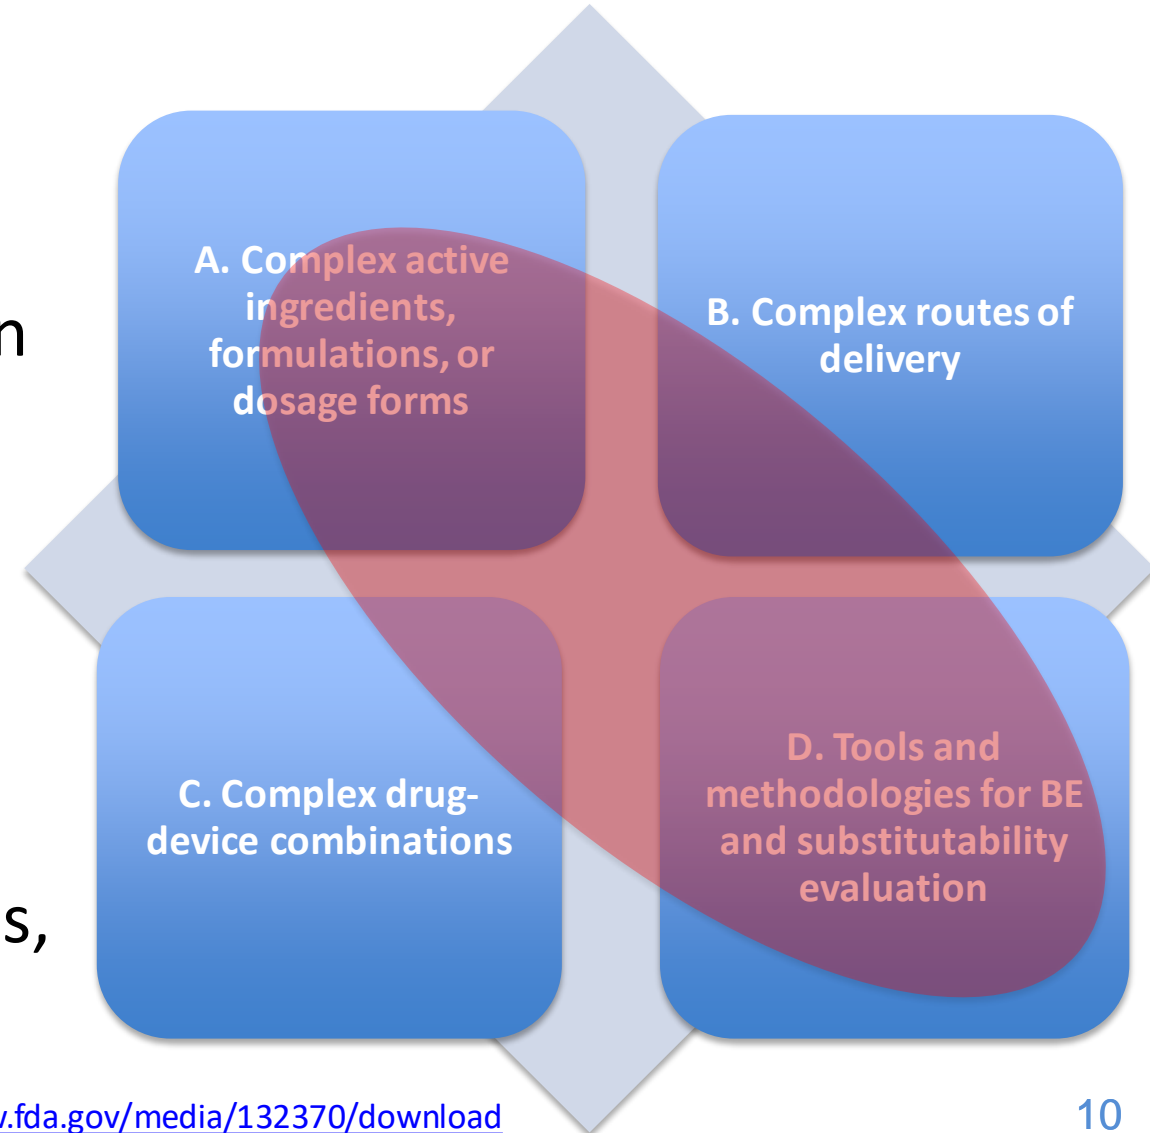 A. Complex active
ingredients,
formulations, or
dosage forms
B. Complex routes of
delivery
C. Complex drug-
device combinations
D. Tools and
methodologies for BE
and substitutability
evaluation
n
s,
.fda.gov/media/132370/download
10